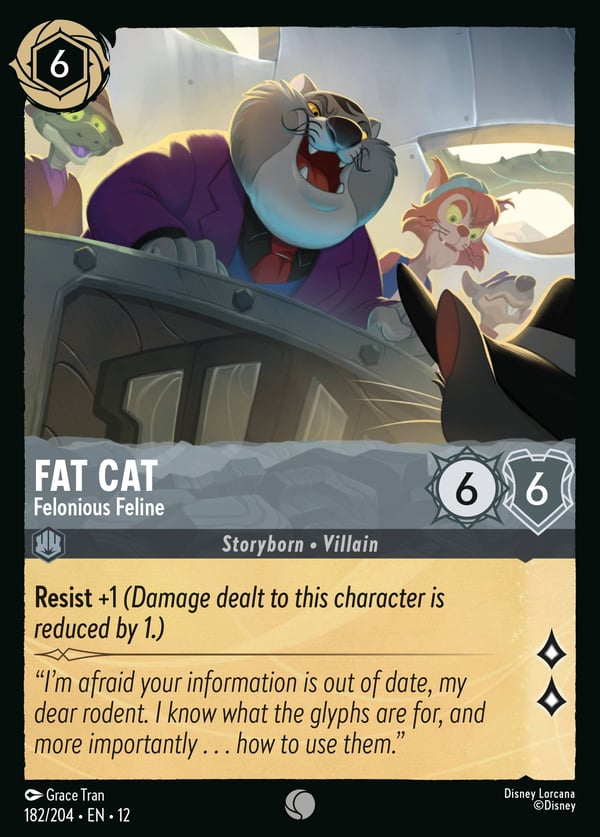 6
FAT CAT
Felonious Feline
6
6
Storyborn • Villain
Resist +1 (Damage dealt to this character is
reduced by 1.)
“I’m afraid your information is out of date, my
dear rodent. I know what the glyphs are for, and
more importantly . . . how to use them.”
Grace Tran
182/204 • EN • 12
Disney Lorcana
©Disney